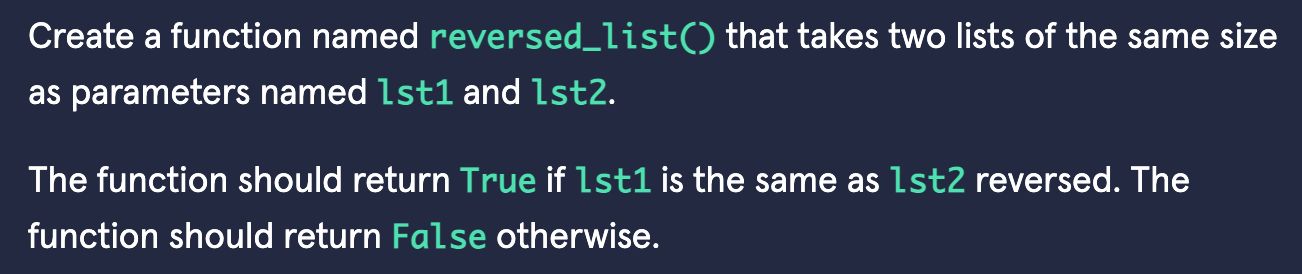 Create a function named reversed_list() that takes two lists of the same size
as parameters named lst1 and lst2.
The function should return True if lst1 is the same as lst2 reversed. The
function should return False otherwise.